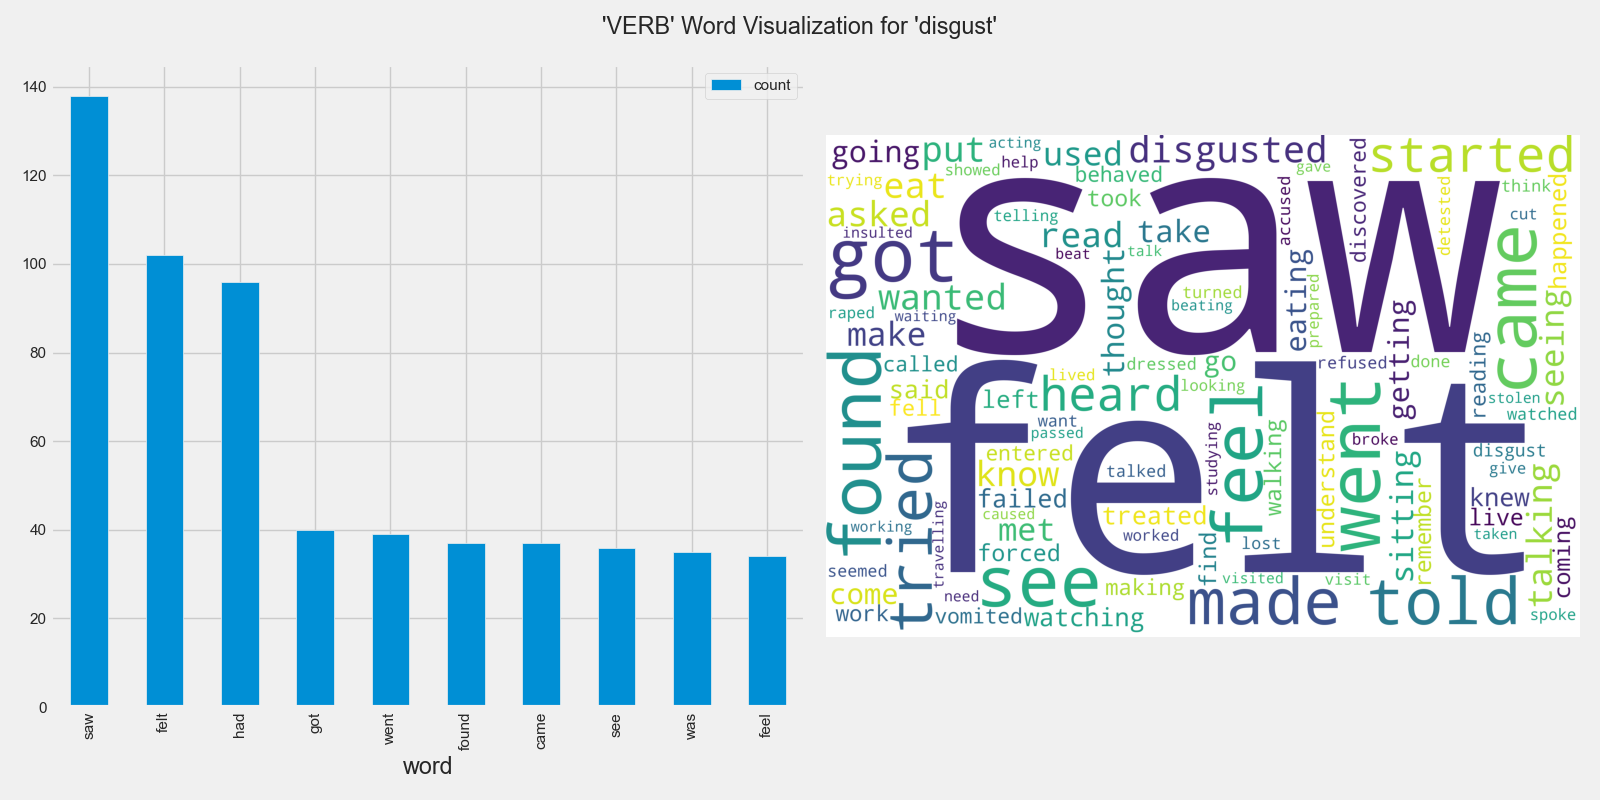 'VERB' Word Visualization for 'disgust'
count
140
120
100
80
60
40
20
0
saw
felt
had
got
went
found
came
see
was
feel
word
going
put
acting
help
used
disgusted
discovered
gave
started
trying
eat
showed
behaved
took
think
asked
telling
accused
detested
cut
happened
insulted
got
read
take
saw
beat
talk
wanted
thought
turned
beating
eating
prepared
came
seeing
raped
waiting
make
getting
found
called
dressed
go
refused
done
reading
said
lived
looking
stolen
fell
left
heard
feel
went
watched
want
passed
broke
felt
entered
studying
walking
understand
disgust
tried
know
talked
sitting
give
failed
knew
talking
caused
treated
remember
live
working
met
worked
taken
forced
find
lost
coming
travelling
seemed
see
visited
visit
come
need
making
made
told
work
vomited
watching
spoke